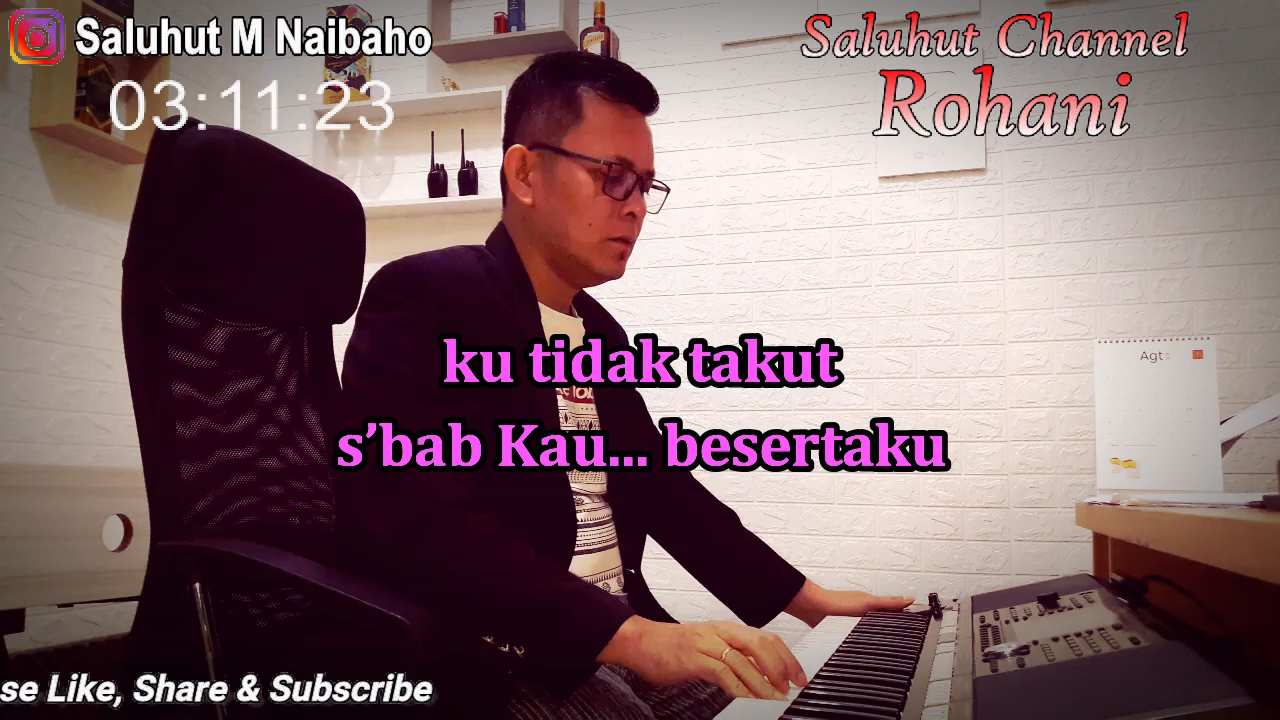 Saluhut M Naibaho
03:11:23
Saluhut Channel
Rohani
ku tidak takut
s’bab Kau... besertaku
Agt
se Like, Share & Subscribe